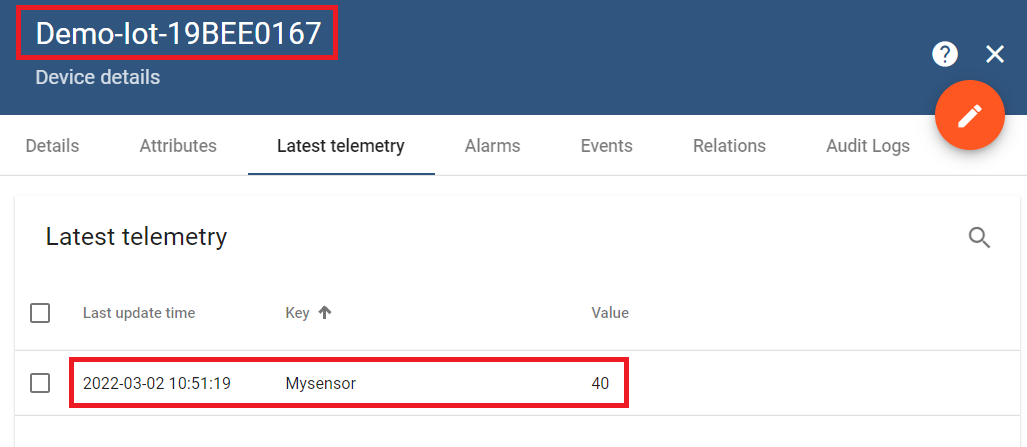 Demo-Iot-19BEE0167
Device details
Details Attributes Latest telemetry Alarms Events Relations Audit Logs
Latest telemetry
Last update time Key Value
2022-03-02 10:51:19 Mysensor 40